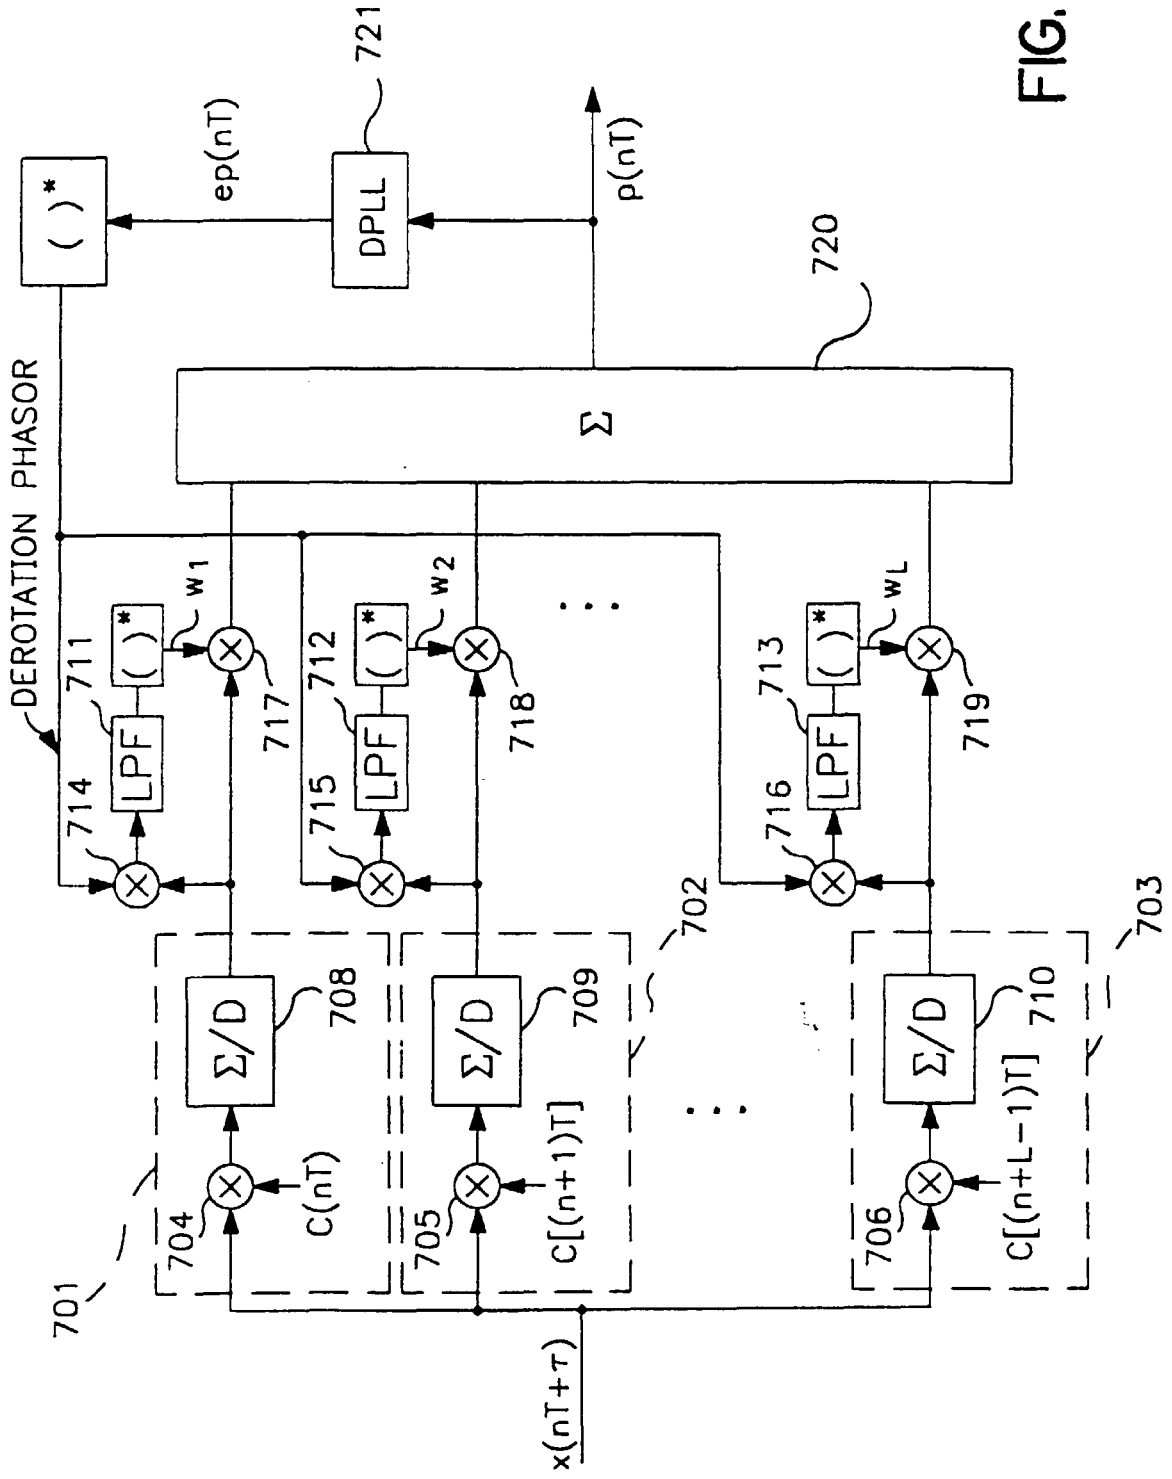 DEROTATION PHASOR
( )*
ep(nT)
721
DPLL
p(nT)
714
LPF
711
( )*
w1
717
715
LPF
712
( )*
w2
718
. . .
716
LPF
713
( )*
wL
719
Σ
720
701
704
C(nT)
Σ/D
708
705
C[(n+1)T]
Σ/D
709
702
. . .
706
C[(n+L-1)T]
Σ/D
710
703
x(nT+τ)
FIG.